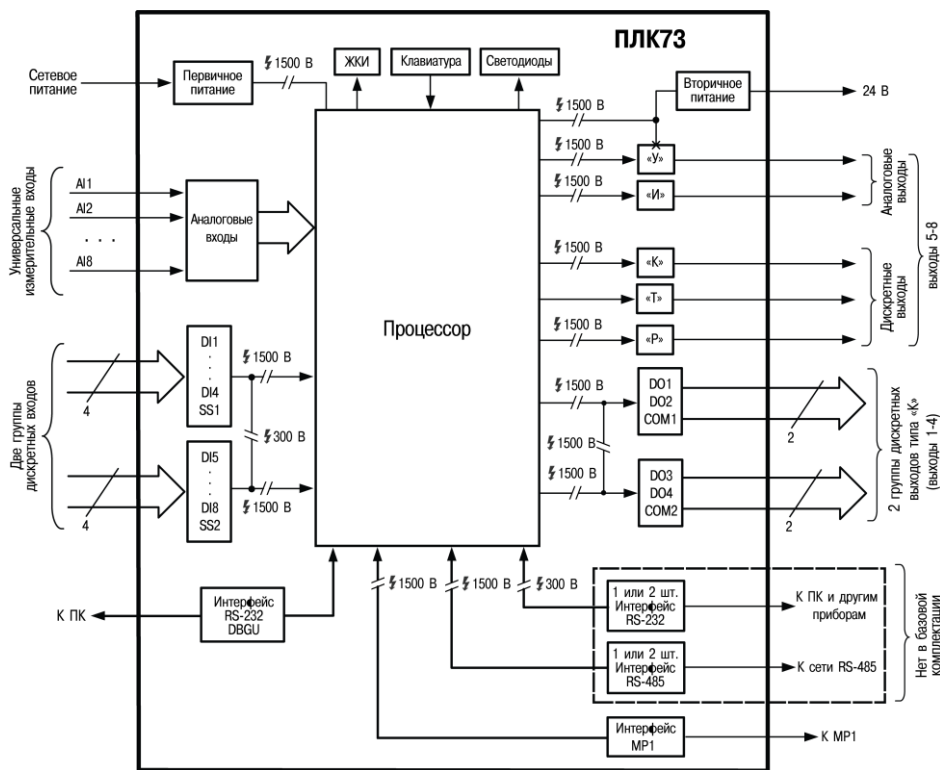 ПЛК73
Сетевое
питание
Первичного
питания
1500 В
ЖКИ
Клавиатура
Светодиоды
1500 В
Вторичное
питание
24 В
1500 В
«У»
1500 В
«И»
Аналоговые
выходы
выходы 5-8
Универсальные
измерительные входы
AI1
AI2
. . .
AI8
Аналоговые
входы
Процессор
1500 В
«К»
«Т»
1500 В
«Р»
Дискретные
выходы
Две группы
дискретных входов
4
DI1
.
.
DI4
SS1
1500 В
300 В
4
DI5
.
.
DI8
SS2
1500 В
1500 В
1500 В
1500 В
DO1
DO2
COM1
2
DO3
DO4
COM2
2
2 группы дискретных
выходов типа «К»
(выходы 1-4)
К ПК
Интерфейс
RS-232
DBGU
1500 В
1500 В
300 В
1 или 2 шт.
Интерфейс
RS-232
К ПК и другим
приборам
1 или 2 шт.
Интерфейс
RS-485
К сети RS-485
Нет в базовой
комплектации
Интерфейс
МР1
К МР1